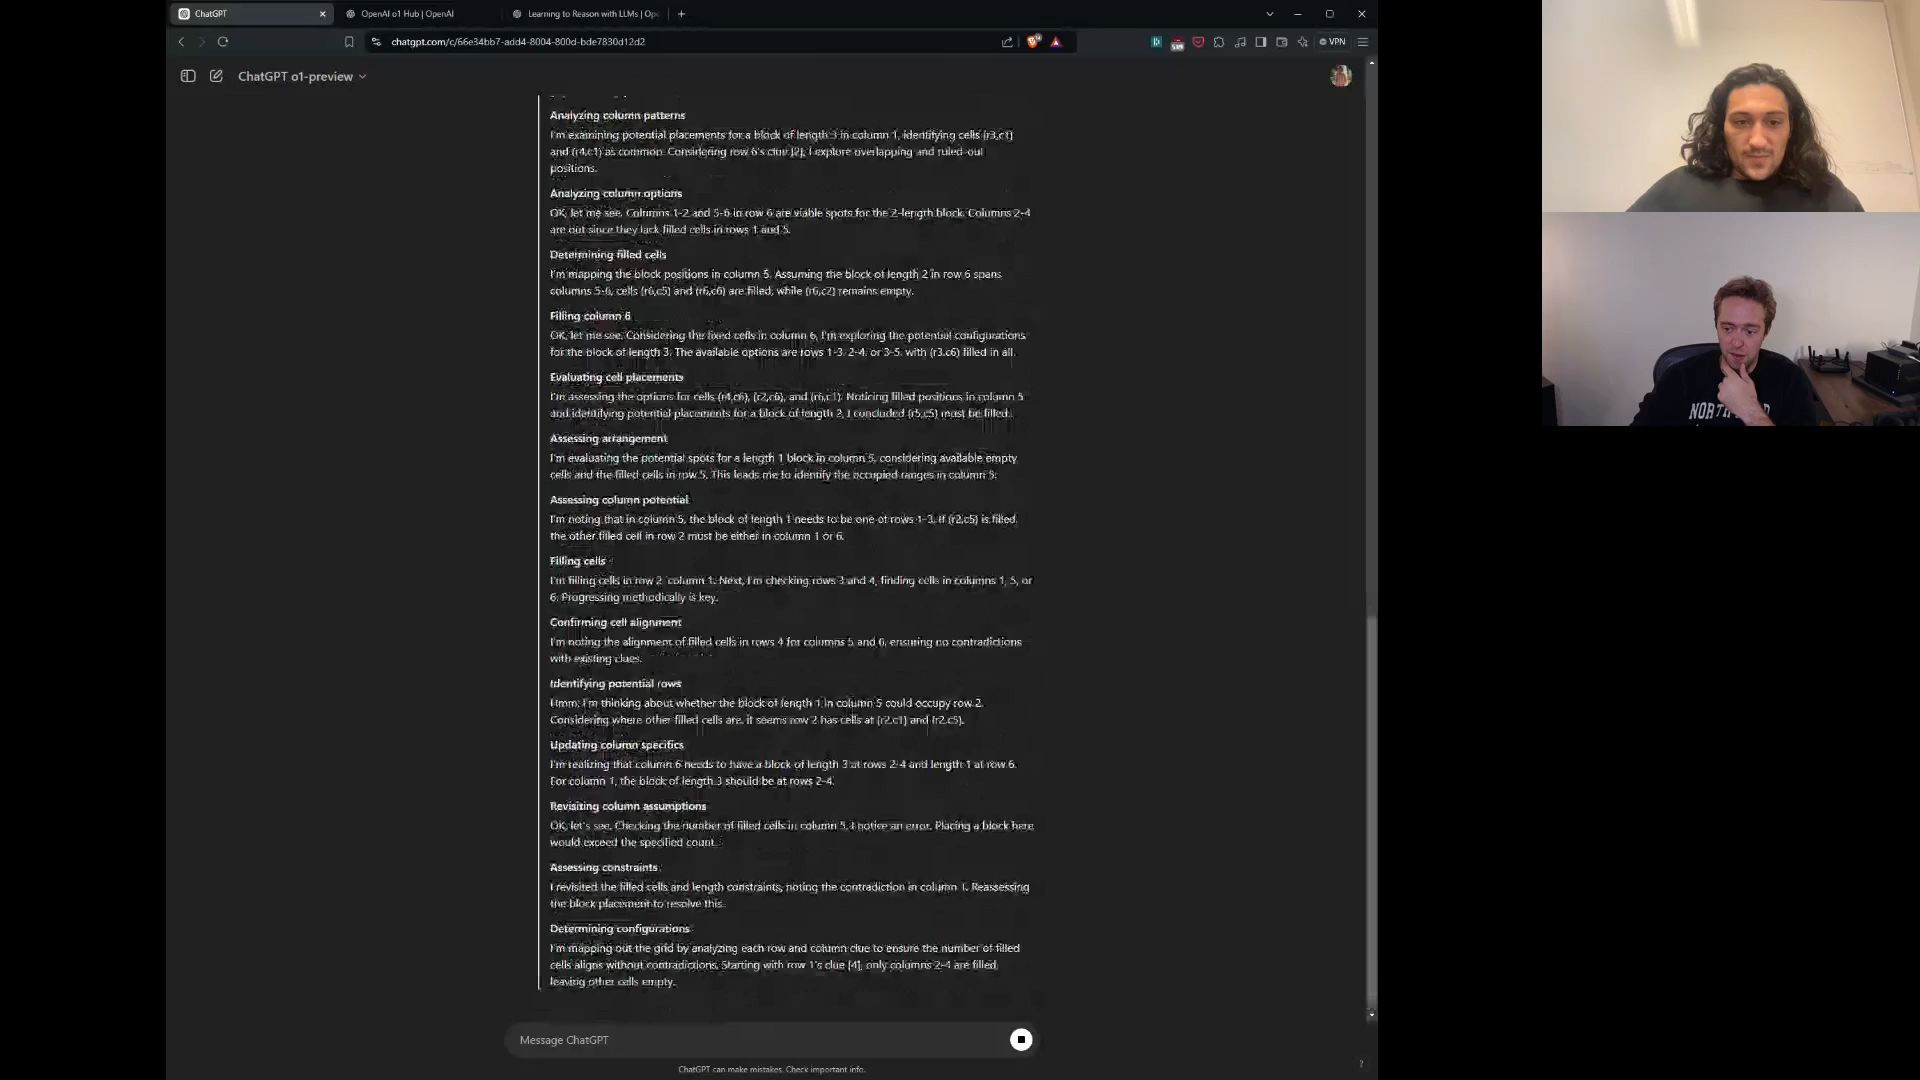 ChatGPT
OpenAI o1 Hub | OpenAI
Learning to Reason with LLMs | Op
chatgpt.com/c/66e34bb7-add4-8004-800d-bde7830d12d2
VPN
ChatGPT o1-preview
Analyzing column patterns
I'm examining potential placements for a block of length 3 in column 1, identifying cells (r3,c1)
and (r4,c1) as common. Considering row 6's clue [2], I explore overlapping and ruled-out
positions.
Analyzing column options
OK, let me see. Columns 1-2 and 5-6 in row 6 are viable spots for the 2-length block. Columns 2-4
are out since they lack filled cells in rows 1 and 5.
Determining filled cells
I'm mapping the block positions in column 5. Assuming the block of length 2 in row 6 spans
columns 5-6, cells (r6,c5) and (r6,c6) are filled, while (r6,c2) remains empty.
Filling column 6
OK, let me see. Considering the fixed cells in column 6, I'm exploring the potential configurations
for the block of length 3. The available options are rows 1-3, 2-4, or 3-5, with (r3,c6) filled in all.
Evaluating cell placements
I'm assessing the options for cells (r4,c6), (r2,c6), and (r6,c1). Noticing filled positions in column 5
and identifying potential placements for a block of length 2, I concluded (r5,c5) must be filled.
Assessing arrangement
I'm evaluating the potential spots for a length 1 block in column 5, considering available empty
cells and the filled cells in row 5. This leads me to identify the occupied ranges in column 5.
Assessing column potential
I'm noting that in column 5, the block of length 1 needs to be one of rows 1-3. If (r2,c5) is filled,
the other filled cell in row 2 must be either in column 1 or 6.
Filling cells
I'm filling cells in row 2, column 1. Next, I'm checking rows 3 and 4, finding cells in columns 1, 5, or
6. Progressing methodically is key.
Confirming cell alignment
I'm noting the alignment of filled cells in rows 4 for columns 5 and 6, ensuring no contradictions
with existing clues.
Identifying potential rows
Hmm, I'm thinking about whether the block of length 1 in column 5 could occupy row 2.
Considering where other filled cells are, it seems row 2 has cells at (r2,c1) and (r2,c5).
Updating column specifics
I'm realizing that column 6 needs to have a block of length 3 at rows 2-4 and length 1 at row 6.
For column 1, the block of length 3 should be at rows 2-4.
Revisiting column assumptions
OK, let's see. Checking the number of filled cells in column 5, I notice an error. Placing a block here
would exceed the specified count.
Assessing constraints
I revisited the filled cells and length constraints, noting the contradiction in column 1. Reassessing
the block placement to resolve this.
Determining configurations
I'm mapping out the grid by analyzing each row and column clue to ensure the number of filled
cells aligns without contradictions. Starting with row 1's clue [4], only columns 2-4 are filled,
leaving other cells empty.
Message ChatGPT
ChatGPT can make mistakes. Check important info.
?